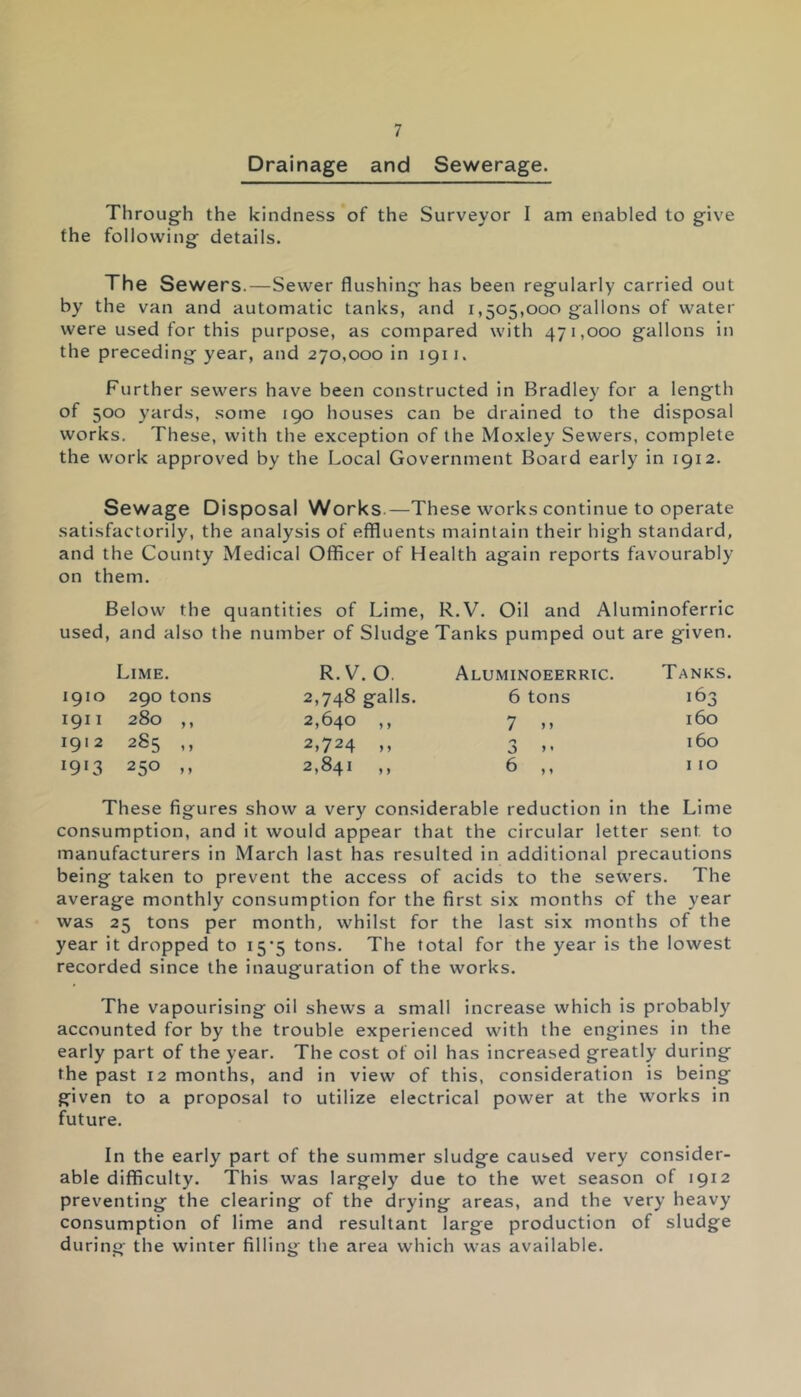 7
Drainage and Sewerage.
Through the kindness of the Surveyor I am enabled to give
the following details.
The Sewers.—Sewer flushing has been regularly carried out
by the van and automatic tanks, and 1,505,000 gallons of water
were used for this purpose, as compared with 471,000 gallons in
the preceding year, and 270,000 in 1911.
Further sewers have been constructed in Bradley for a length
of 500 yards, some 190 houses can be drained to the disposal
works. These, with the exception of the Moxley Sewers, complete
the work approved by the Local Government Board early in 1912.
Sewage Disposal Works.—These works continue to operate
satisfactorily, the analysis of effluents maintain their high standard,
and the County Medical Officer of Health again reports favourably
on them.
Below the quantities of Lime, R.V. Oil and Aluminoferric
used, and also the number of Sludge Tanks pumped out are given.
Lime. R.V.O. Aluminoeerric. Tanks.
1910 290 tons 2,748 galls. 6 tons 163
1911 280 ,, 2,640 ,, 7 ,, 160
1912 285 ,, 2,724 ,, 3 ,, 160
1913 250 ,, 2,841 ,, 6 ,, 110
These figures show a very considerable reduction in the Lime
consumption, and it would appear that the circular letter sent to
manufacturers in March last has resulted in additional precautions
being taken to prevent the access of acids to the sewers. The
average monthly consumption for the first six months of the year
was 25 tons per month, whilst for the last six months of the
year it dropped to 15·5 tons. The total for the year is the lowest
recorded since the inauguration of the works.
The vapourising oil shews a small increase which is probably
accounted for by the trouble experienced with the engines in the
early part of the year. The cost of oil has increased greatly during
the past 12 months, and in view of this, consideration is being
given to a proposal to utilize electrical power at the works in
future.
In the early part of the summer sludge caused very consider-
able difficulty. This was largely due to the wet season of 1912
preventing the clearing of the drying areas, and the very heavy
consumption of lime and resultant large production of sludge
during the winter filling the area which was available.